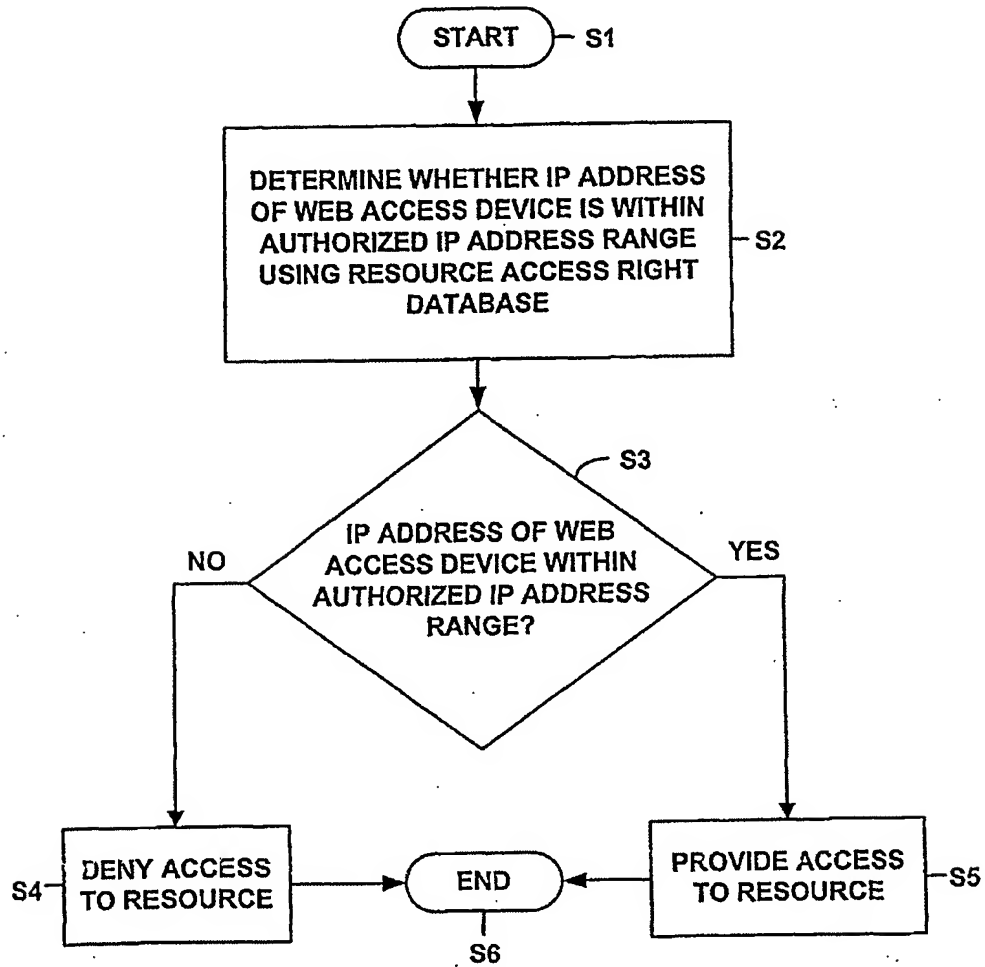 START
S1
DETERMINE WHETHER IP ADDRESS
OF WEB ACCESS DEVICE IS WITHIN
AUTHORIZED IP ADDRESS RANGE
USING RESOURCE ACCESS RIGHT
DATABASE
S2
S3
IP ADDRESS OF WEB
ACCESS DEVICE WITHIN
AUTHORIZED IP ADDRESS
RANGE?
NO
YES
S4
DENY ACCESS
TO RESOURCE
END
S6
PROVIDE ACCESS
TO RESOURCE
S5